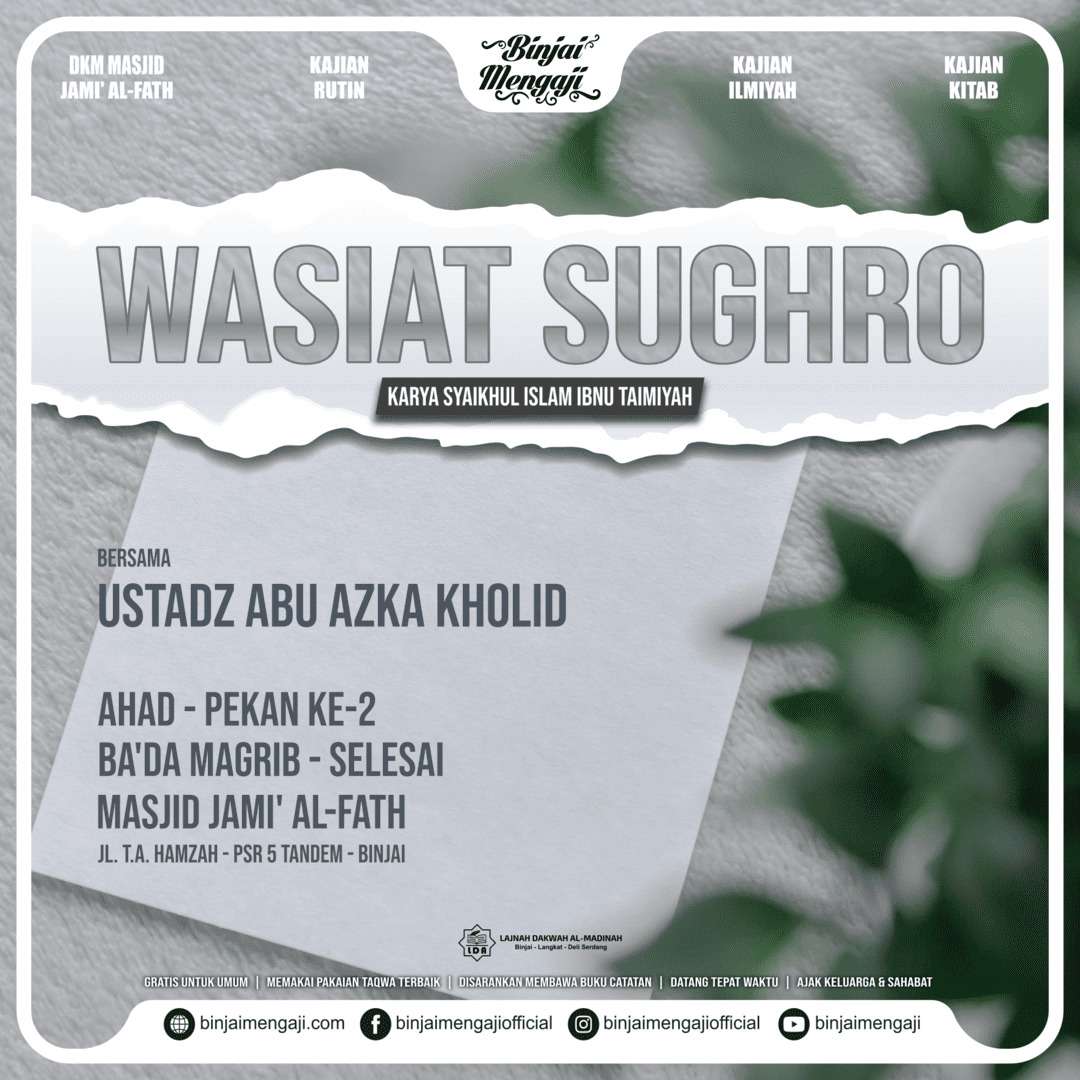 DKM MASJID
JAMI' AL-FATH
KAJIAN
RUTIN
Binjai
Mengaji
KAJIAN
ILMIYAH
KAJIAN
KITAB
WASIAT SUGHRO
KARYA SYAIKHUL ISLAM IBNU TAIMIYAH
BERSAMA
USTADZ ABU AZKA KHOLID
AHAD - PEKAN KE-2
BA'DA MAGRIB - SELESAI
MASJID JAMI' AL-FATH
JL. T.A. HAMZAH - PSR 5 TANDEM - BINJAI
LDA
LAJNAH DAKWAH AL-MADINAH
Binjai - Langkat - Deli Serdang
GRATIS UNTUK UMUM | MEMAKAI PAKAIAN TAQWA TERBAIK | DISARANKAN MEMBAWA BUKU CATATAN | DATANG TEPAT WAKTU | AJAK KELUARGA & SAHABAT
binjaimengaji.com binjaimengajiofficial binjaimengajiofficial binjaimengaji